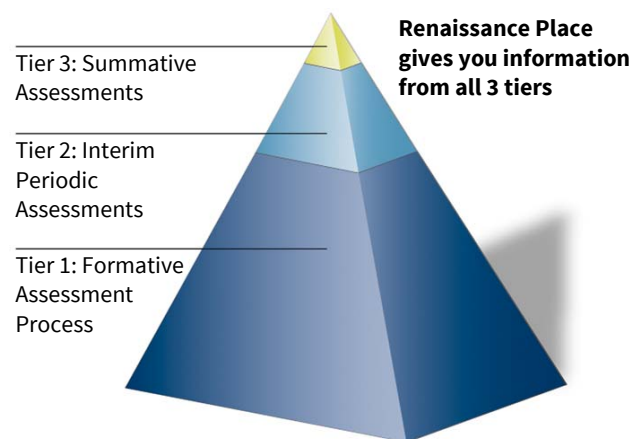 Renaissance Place
gives you information
from all 3 tiers
Tier 3: Summative
Assessments
Tier 2: Interim
Periodic
Assessments
Tier 1: Formative
Assessment
Process